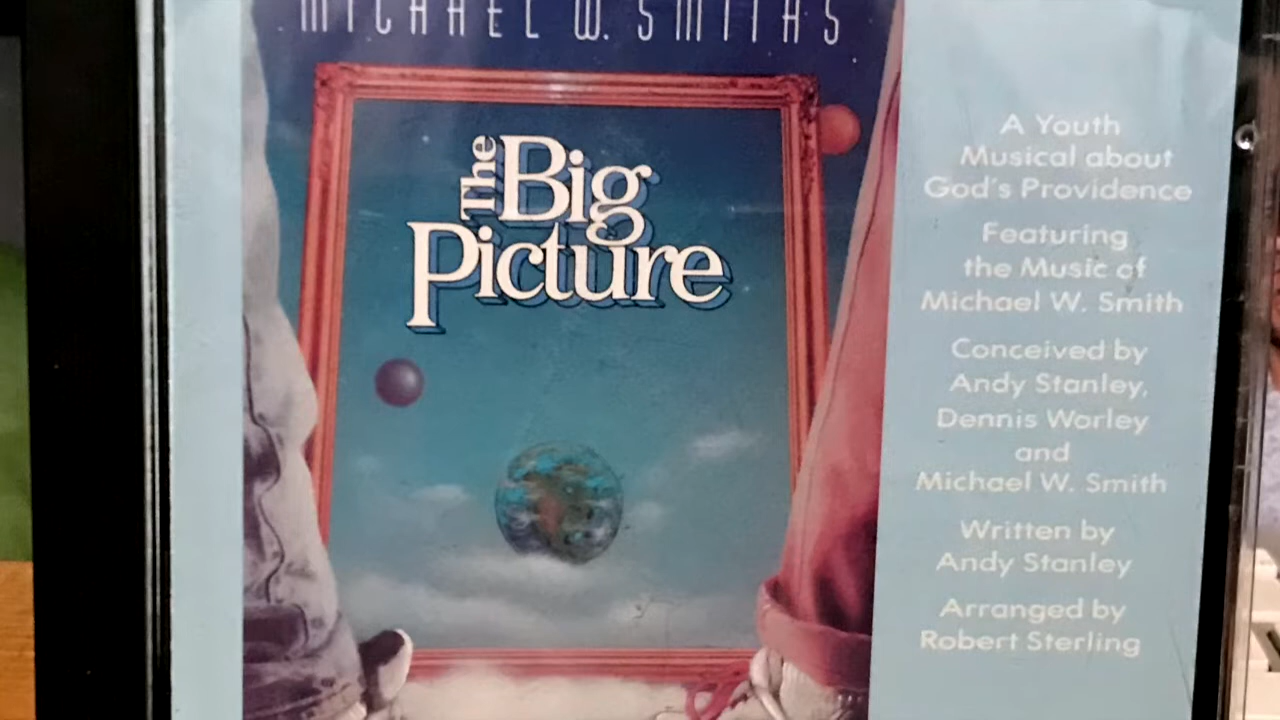 MICHAEL W. SMITH'S
The Big
Picture
A Youth
Musical about
God's Providence
Featuring
the Music of
Michael W. Smith
Conceived by
Andy Stanley,
Dennis Worley
and
Michael W. Smith
Written by
Andy Stanley
Arranged by
Robert Sterling